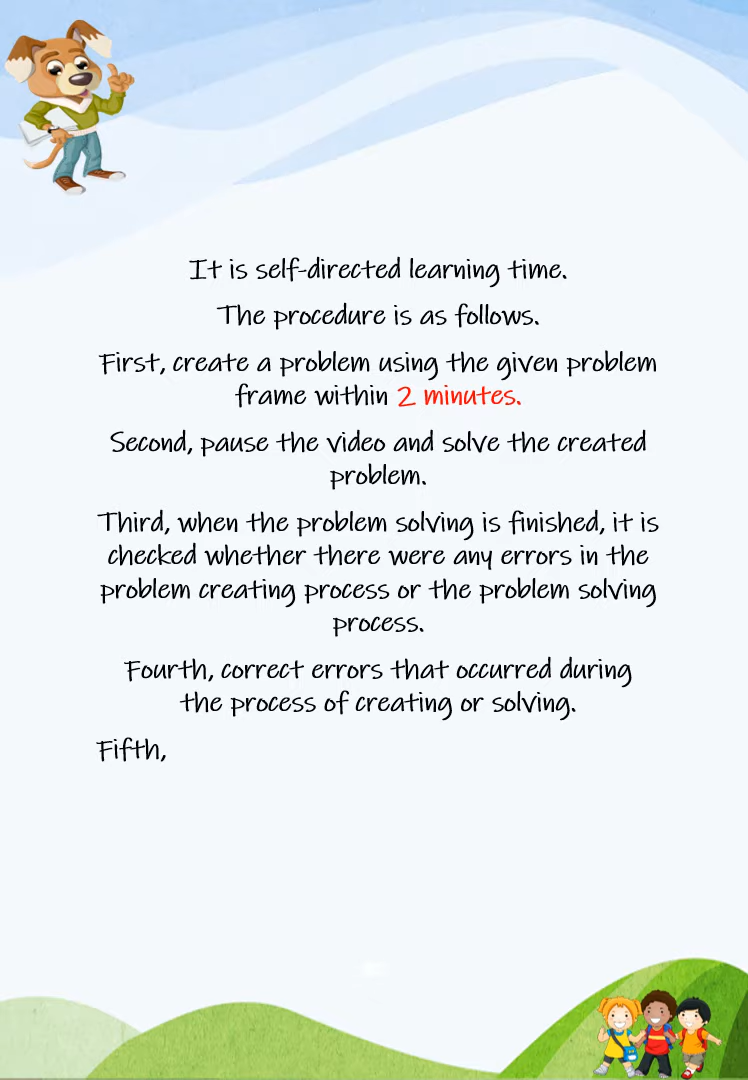 It is self-directed learning time.
The procedure is as follows.
First, create a problem using the given problem
frame within 2 minutes.
Second, pause the video and solve the created
problem.
Third, when the problem solving is finished, it is
checked whether there were any errors in the
problem creating process or the problem solving
process.
Fourth, correct errors that occurred during
the process of creating or solving.
Fifth,